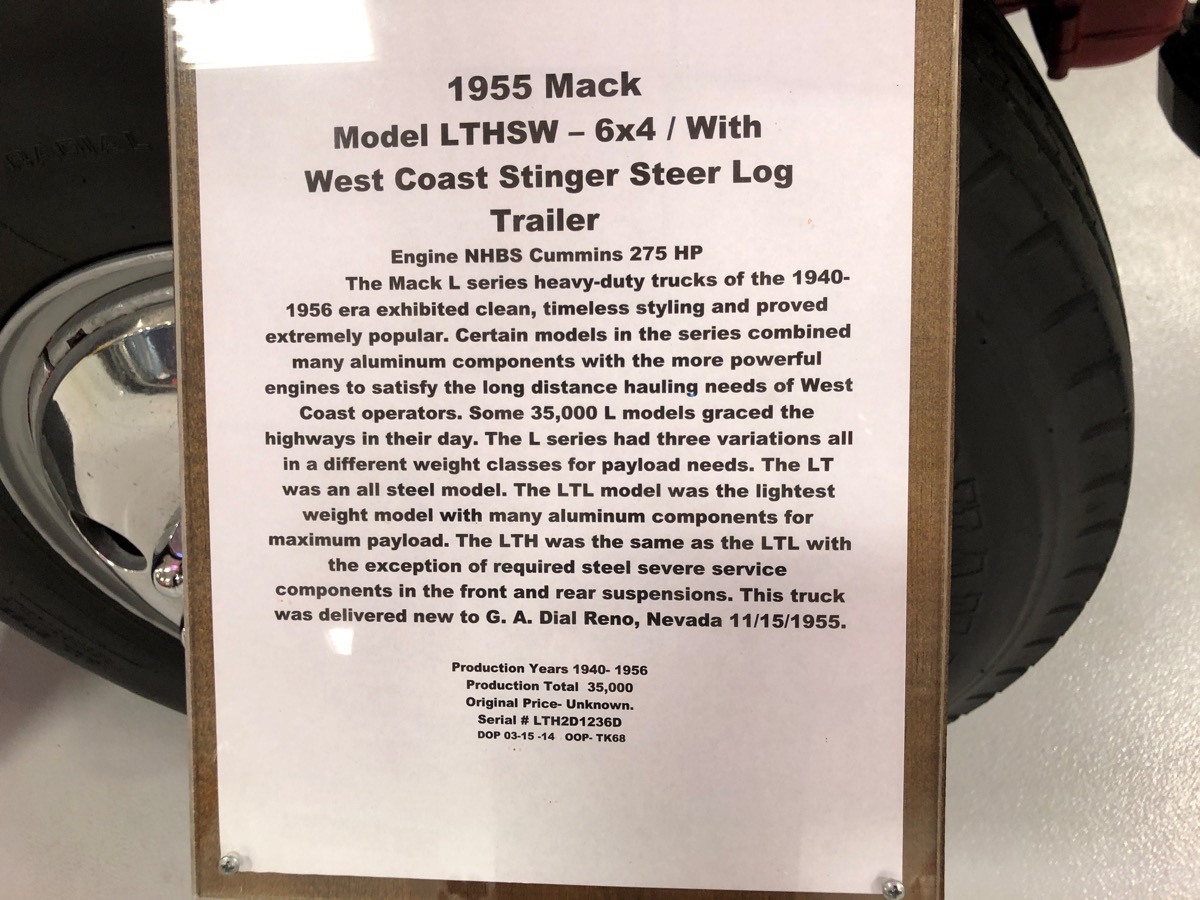 1955 Mack
Model LTHSW – 6x4 / With
West Coast Stinger Steer Log
Trailer
Engine NHBS Cummins 275 HP
The Mack L series heavy-duty trucks of the 1940-
1956 era exhibited clean, timeless styling and proved
extremely popular. Certain models in the series combined
many aluminum components with the more powerful
engines to satisfy the long distance hauling needs of West
Coast operators. Some 35,000 L models graced the
highways in their day. The L series had three variations all
in a different weight classes for payload needs. The LT
was an all steel model. The LTL model was the lightest
weight model with many aluminum components for
maximum payload. The LTH was the same as the LTL with
the exception of required steel severe service
components in the front and rear suspensions. This truck
was delivered new to G. A. Dial Reno, Nevada 11/15/1955.
Production Years 1940- 1956
Production Total 35,000
Original Price- Unknown.
Serial # LTH2D1236D
DOP 03-15 -14 OOP- TK68